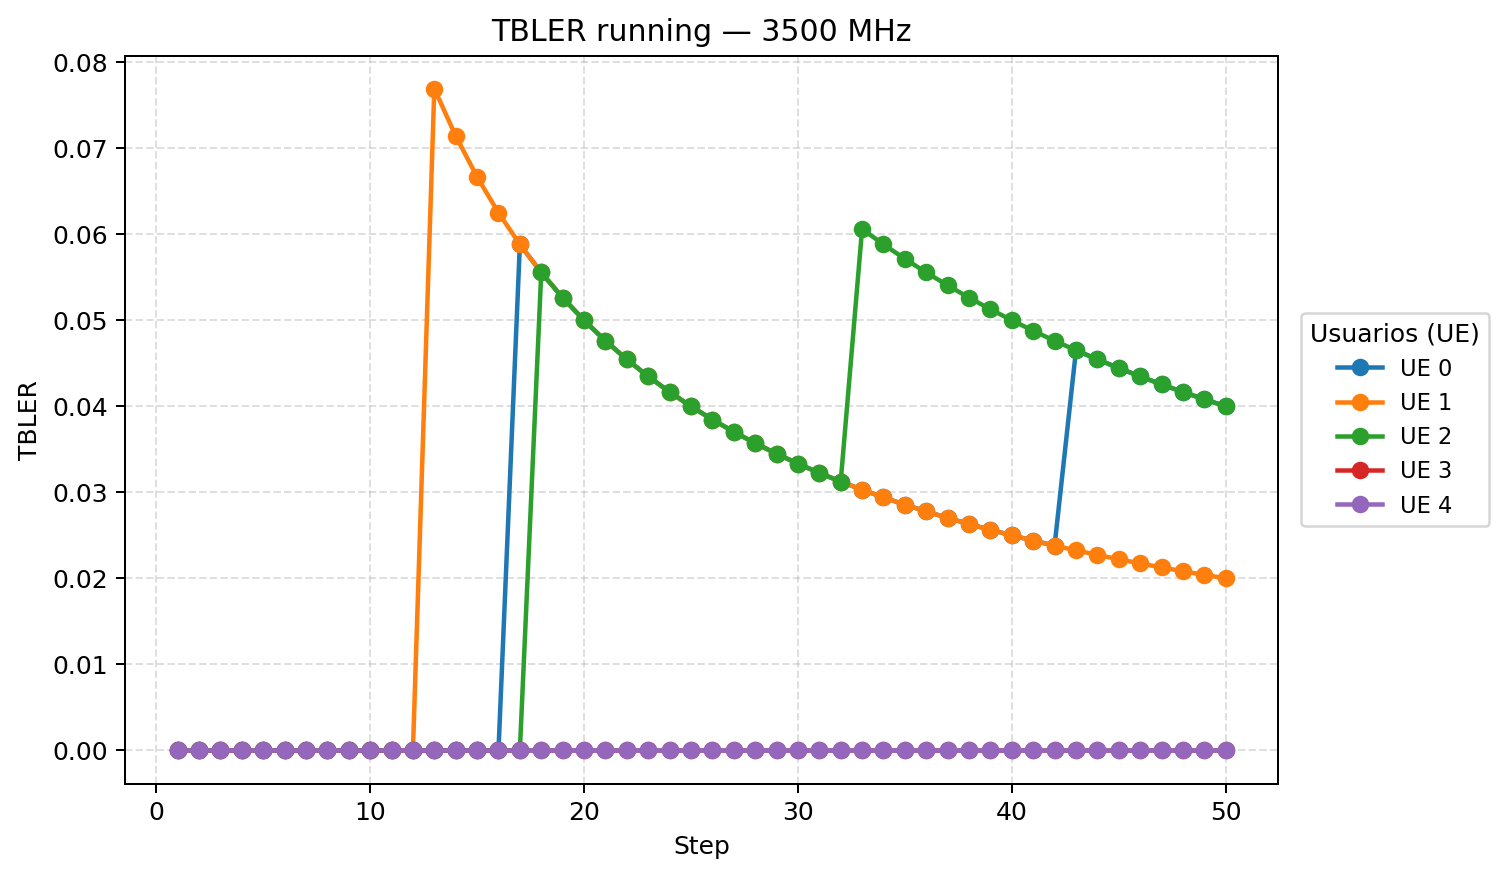 TBLER running — 3500 MHz
0.08
0.07
0.06
0.05
0.04
0.03
0.02
0.01
0.00
TBLER
0 10 20 30 40 50
Step
Usuarios (UE)
UE 0
UE 1
UE 2
UE 3
UE 4